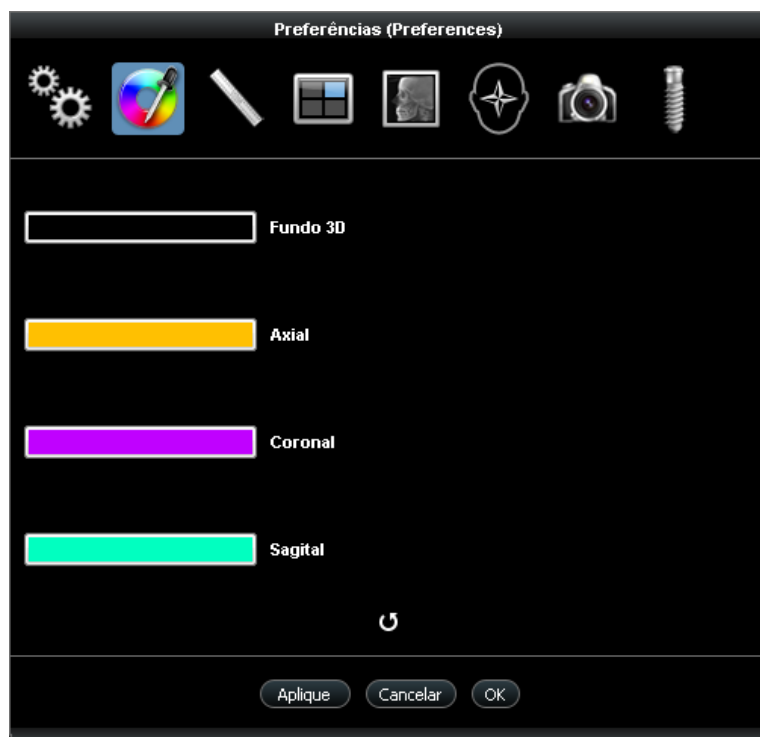 Preferências (Preferences)
Fundo 3D
Axial
Coronal
Sagital
Aplique Cancelar OK